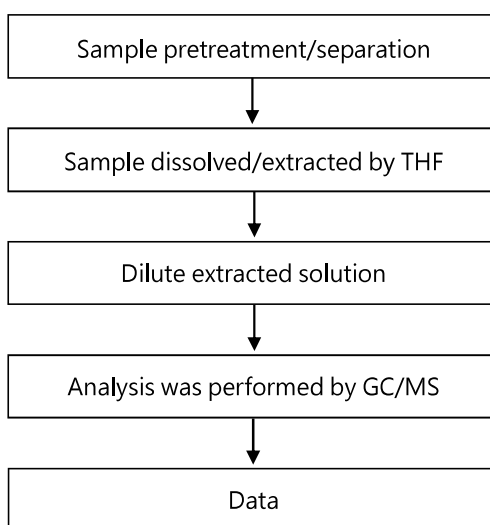 Sample pretreatment/separation
Sample dissolved/extracted by THF
Dilute extracted solution
Analysis was performed by GC/MS
Data